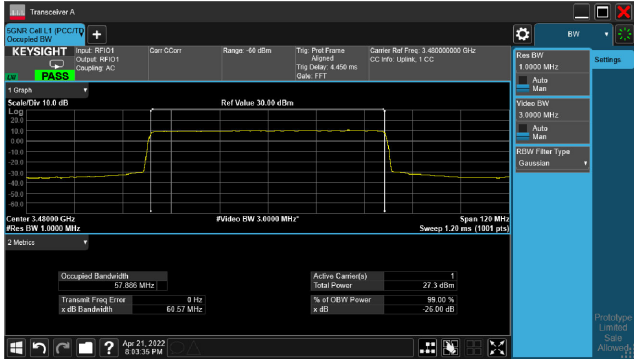 Transceiver A
5GNR Cell L1 (PCC/TD
Occupied BW
KEYSIGHT
Input: RFIO1
Output: RFIO1
Coupling: AC
Corr CCorr
Range: -60 dBm
Trig: Prot Frame
Aligned
Trig Delay: 4.450 ms
Gate: FFT
Carrier Ref Freq: 3.480000000 GHz
CC Info: Uplink, 1 CC
PASS
BW
Settings
Res BW
1.0000 MHz
Auto
Man
Video BW
3.0000 MHz
Auto
Man
RBW Filter Type
Gaussian
1 Graph
Scale/Div 10.0 dB
Ref Value 30.00 dBm
Log
20.0
10.0
0.00
-10.0
-20.0
-30.0
-40.0
-50.0
-60.0
Center 3.48000 GHz
#Video BW 3.0000 MHz*
Span 120 MHz
#Res BW 1.0000 MHz
Sweep 1.20 ms (1001 pts)
2 Metrics
Occupied Bandwidth
57.886 MHz
Active Carrier(s) 1
Total Power 27.3 dBm
Transmit Freq Error 0 Hz
x dB Bandwidth 60.57 MHz
% of OBW Power 99.00 %
x dB -26.00 dB
Apr 21, 2022
8:03:35 PM
Prototype
Limited
Sale
Allowed